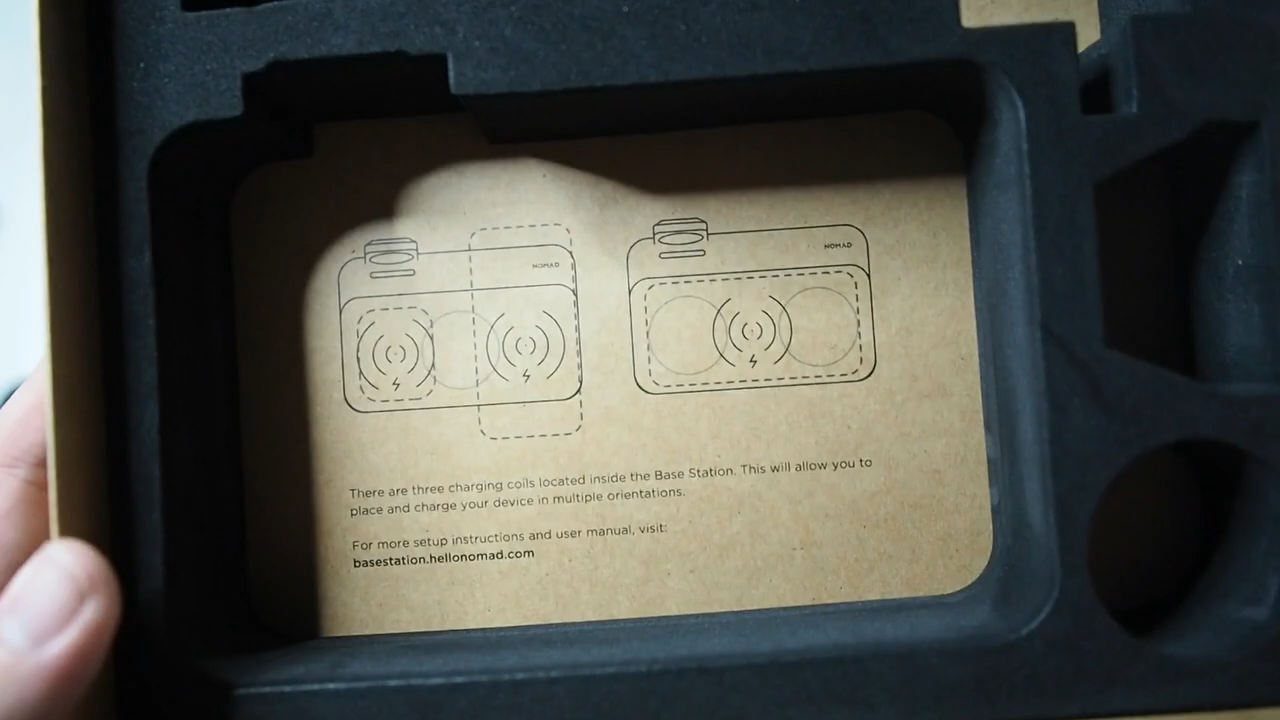 NOMAD
NOMAD
There are three charging coils located inside the Base Station. This will allow you to
place and charge your device in multiple orientations.
For more setup instructions and user manual, visit:
basestation.hellonomad.com